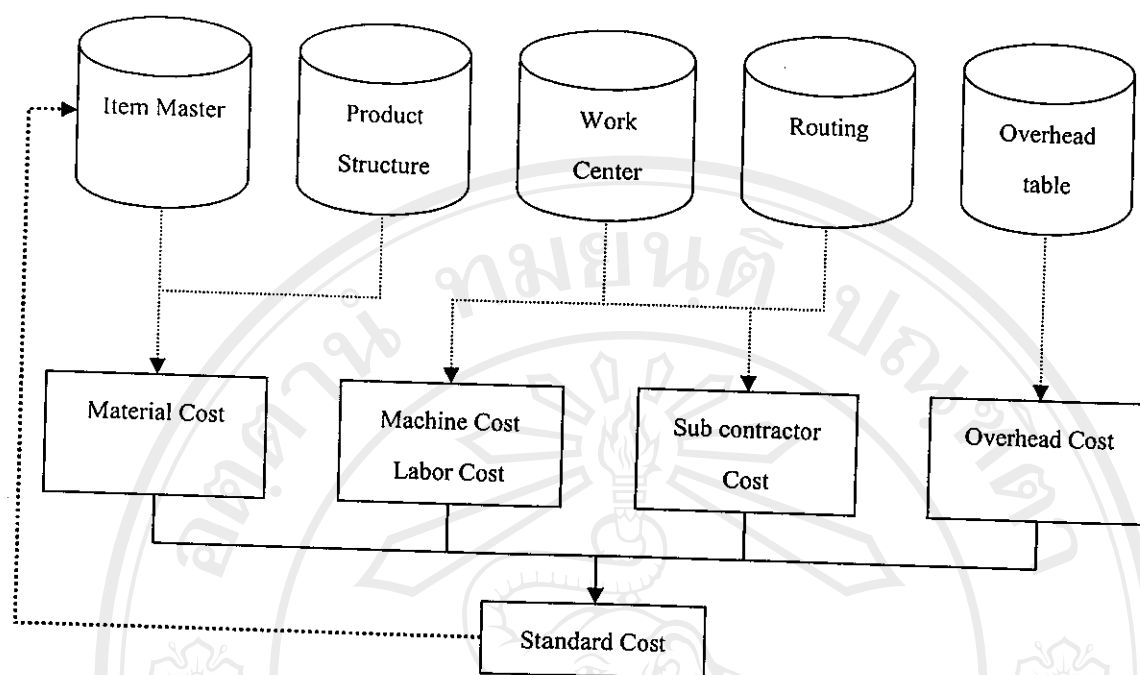 Item Master
Product
Structure
Work
Center
Routing
Overhead
table
Material Cost
Machine Cost
Labor Cost
Sub contractor
Cost
Overhead Cost
Standard Cost